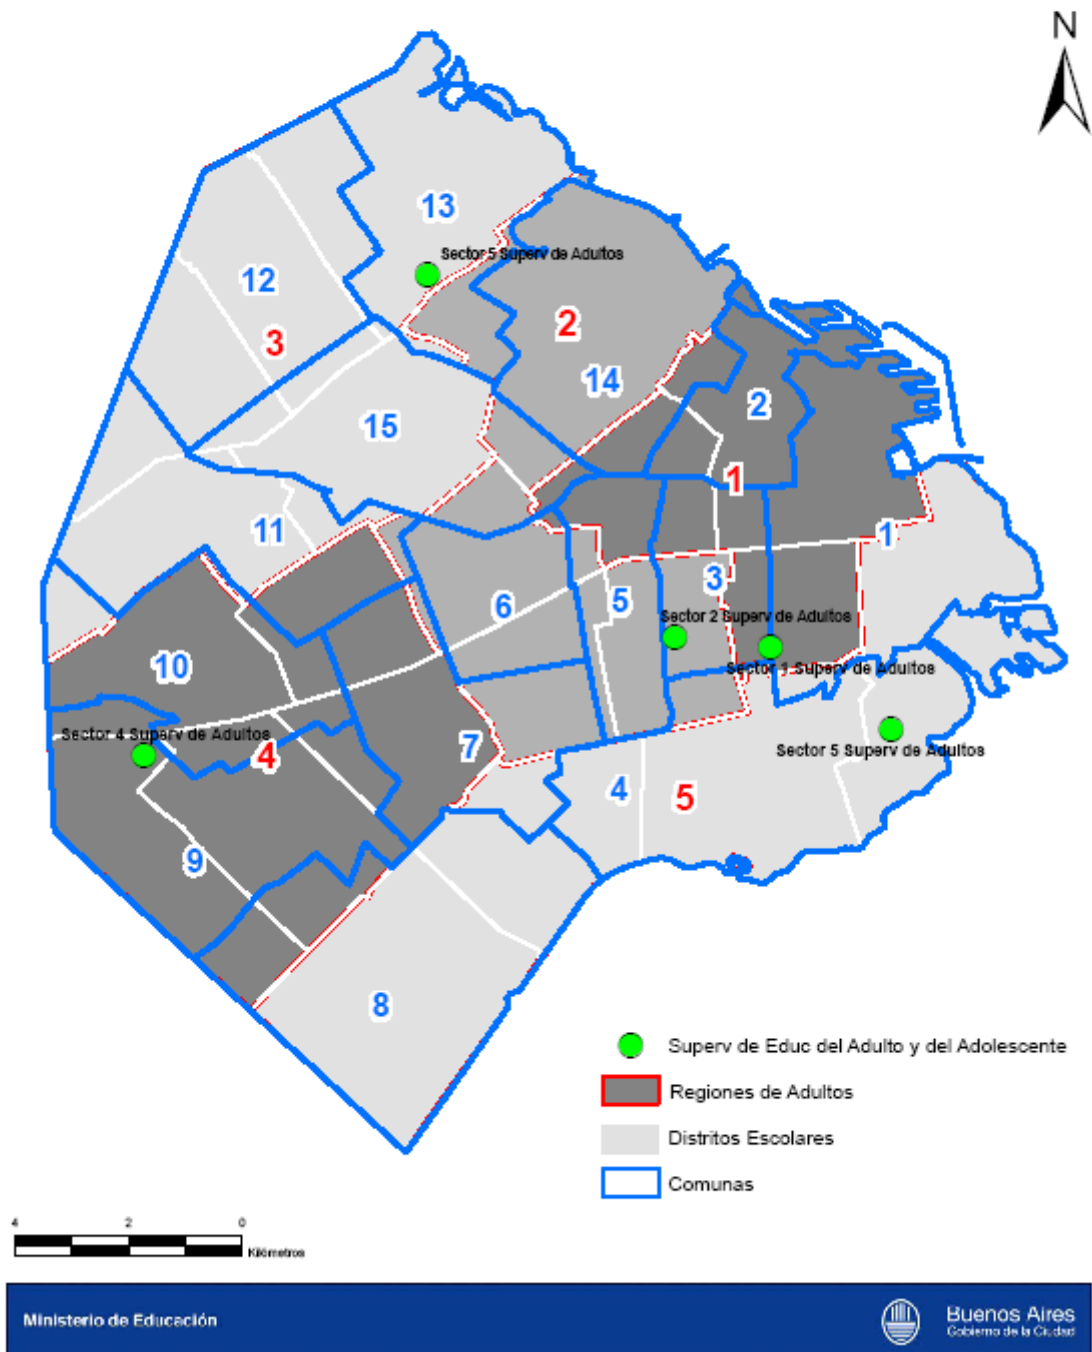 N
13
Sector 5 Superv de Adultos
12
3
2
14
2
15
1
11
1
3
6
5
Sector 2 Superv de Adultos
10
Sector 1 Superv de Adultos
Sector 4 Superv de Adultos
4
7
Sector 5 Superv de Adultos
4
5
9
8
Superv de Educ del Adulto y del Adolescente
Regiones de Adultos
Distritos Escolares
Comunas
4 2 0
Kilómetros
Ministerio de Educación
Buenos Aires
Gobierno de la Ciudad